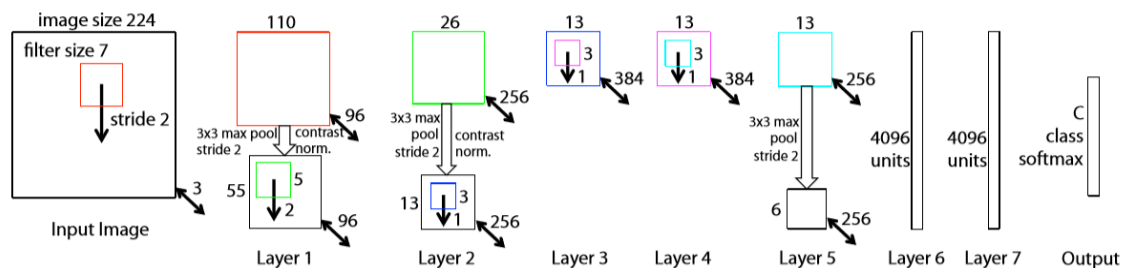 image size 224
filter size 7
stride 2
3
Input Image
110
96
3x3 max pool
stride 2
contrast
norm.
55
5
2
96
Layer 1
26
256
3x3 max
pool
stride 2
contrast
norm.
13
3
1
256
Layer 2
13
3
1
384
Layer 3
13
3
1
384
Layer 4
13
256
3x3 max
pool
stride 2
6
256
Layer 5
4096
units
Layer 6
4096
units
Layer 7
C
class
softmax
Output